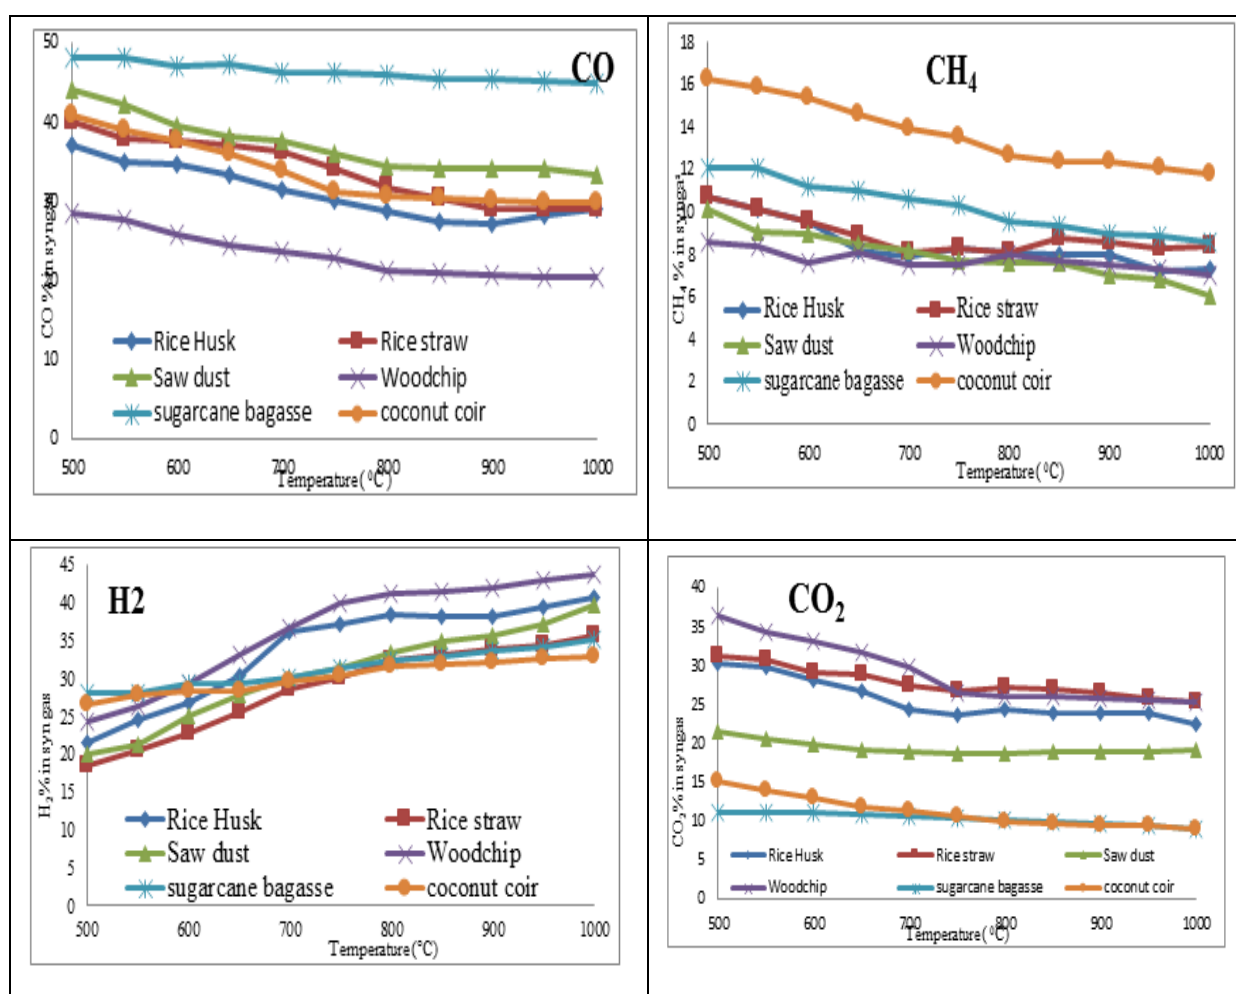 CO
50
40
30
20
10
0
CO % in syngas
Rice Husk
Rice straw
Saw dust
Woodchip
sugarcane bagasse
coconut coir
500 600 700 800 900 1000
Temperature( ⁰C)
CH₄
18
16
14
12
10
8
6
4
2
0
CH₄ % in syngas
Rice Husk
Rice straw
Saw dust
Woodchip
sugarcane bagasse
coconut coir
500 600 700 800 900 1000
Temperature( ⁰C)
H2
45
40
35
30
25
20
15
10
5
0
H₂% in syn gas
Rice Husk
Rice straw
Saw dust
Woodchip
sugarcane bagasse
coconut coir
500 600 700 800 900 1000
Temperature(°C)
CO₂
40
35
30
25
20
15
10
5
0
CO₂% in syngas
Rice Husk
Rice straw
Saw dust
Woodchip
sugarcane bagasse
coconut coir
500 600 700 800 900 1000
Temperature( ⁰C)